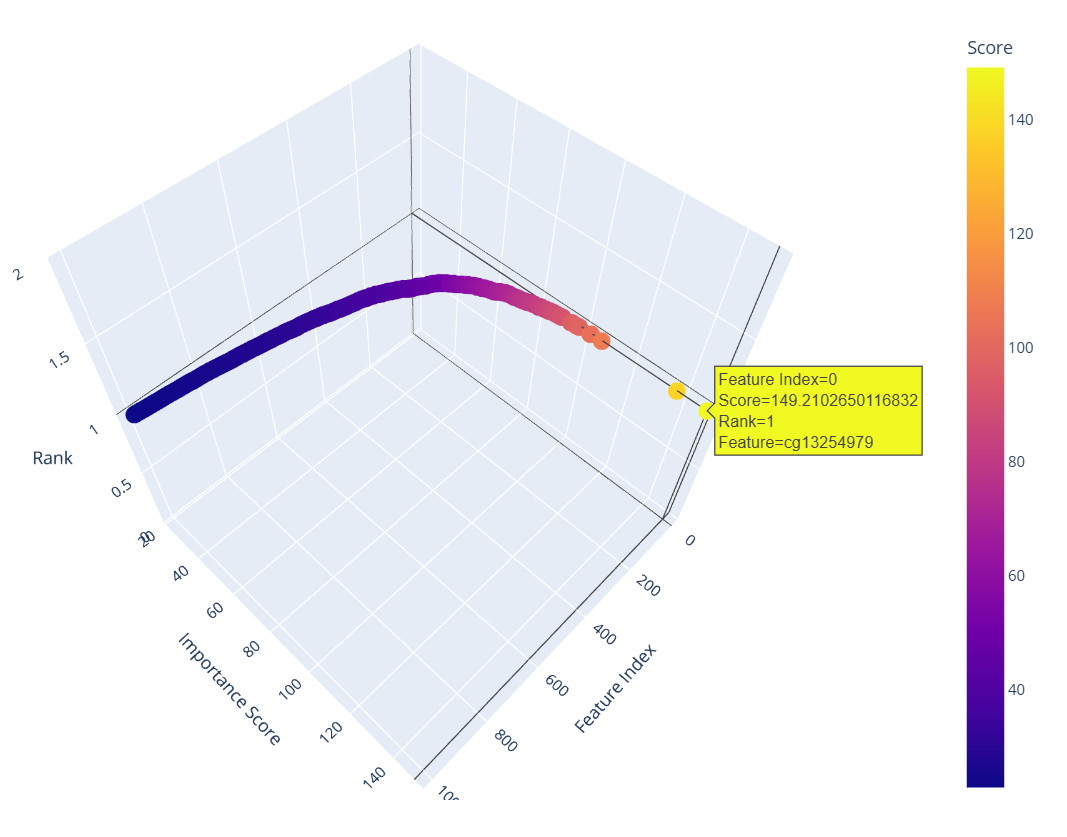 Score
140
120
100
80
60
40
2
1.5
1
0.5
Rank
20
40
60
80
100
120
140
Importance Score
0
200
400
600
800
Feature Index
Feature Index=0
Score=149.2102650116832
Rank=1
Feature=cg13254979